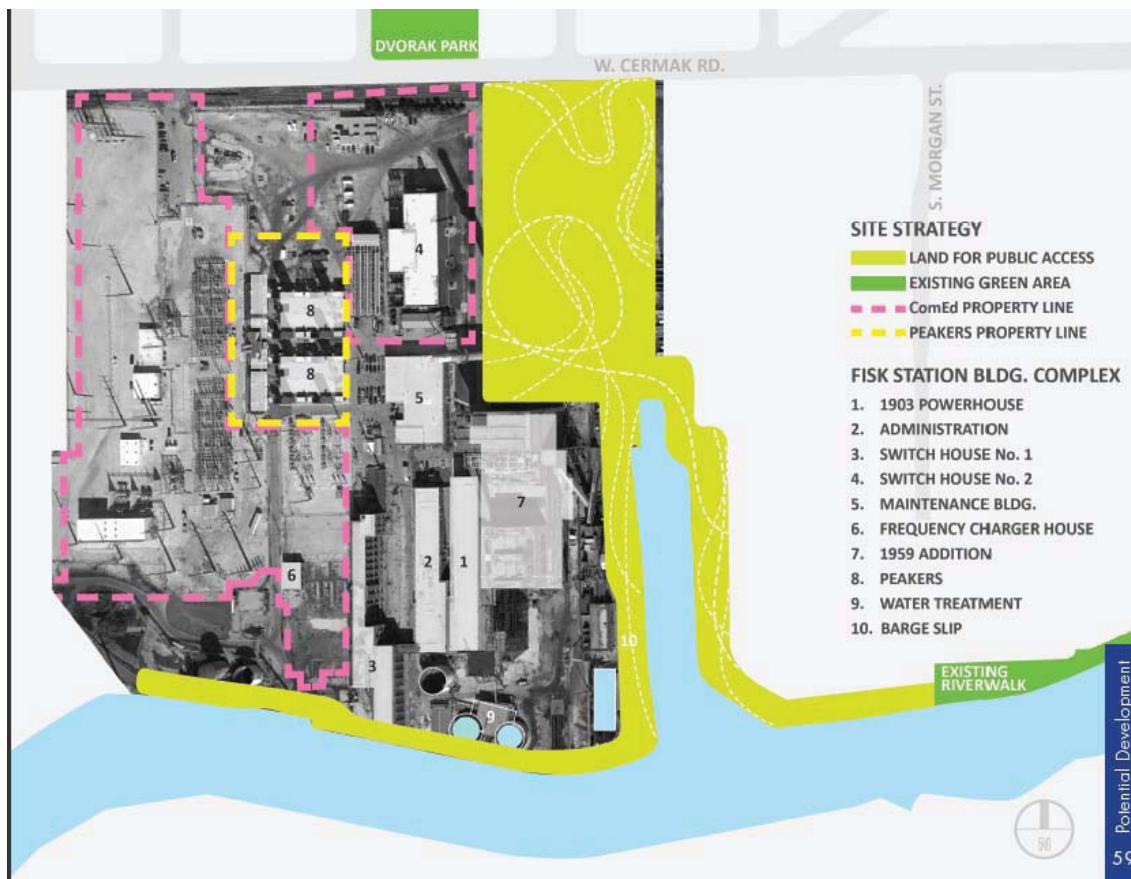 DVORAK PARK
W. CERMAK RD.
S. MORGAN ST.
4
8
8
5
7
2
1
6
3
10
9
SITE STRATEGY
LAND FOR PUBLIC ACCESS
EXISTING GREEN AREA
ComEd PROPERTY LINE
PEAKERS PROPERTY LINE
FISK STATION BLDG. COMPLEX
1. 1903 POWERHOUSE
2. ADMINISTRATION
3. SWITCH HOUSE No. 1
4. SWITCH HOUSE No. 2
5. MAINTENANCE BLDG.
6. FREQUENCY CHARGER HOUSE
7. 1959 ADDITION
8. PEAKERS
9. WATER TREATMENT
10. BARGE SLIP
EXISTING
RIVERWALK
N
Potential Development
59